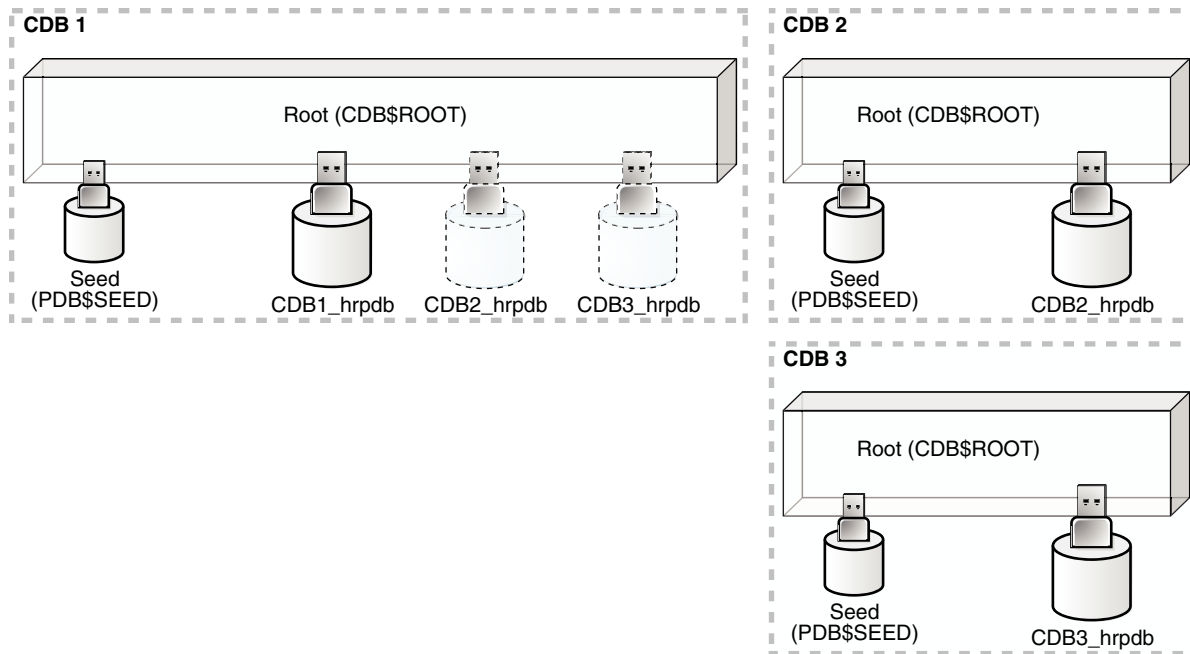 CDB 1
Root (CDB$ROOT)
Seed
(PDB$SEED)
CDB1_hrpdb
CDB2_hrpdb
CDB3_hrpdb
CDB 2
Root (CDB$ROOT)
Seed
(PDB$SEED)
CDB2_hrpdb
CDB 3
Root (CDB$ROOT)
Seed
(PDB$SEED)
CDB3_hrpdb